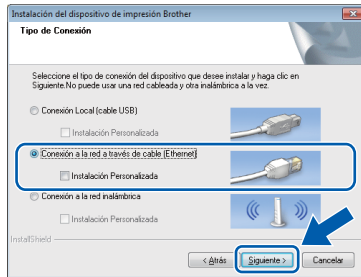 Instalación del dispositivo de impresión Brother
Tipo de Conexión
Seleccione el tipo de conexión del dispositivo que desee instalar y haga clic en
Siguiente.No puede usar una red cableada y otra inalámbrica a la vez.
Conexión Local (cable USB)
Instalación Personalizada
Conexión a la red a través de cable (Ethernet)
Instalación Personalizada
Conexión a la red inalámbrica
Instalación Personalizada
InstallShield
< Atrás
Siguiente >
Cancelar